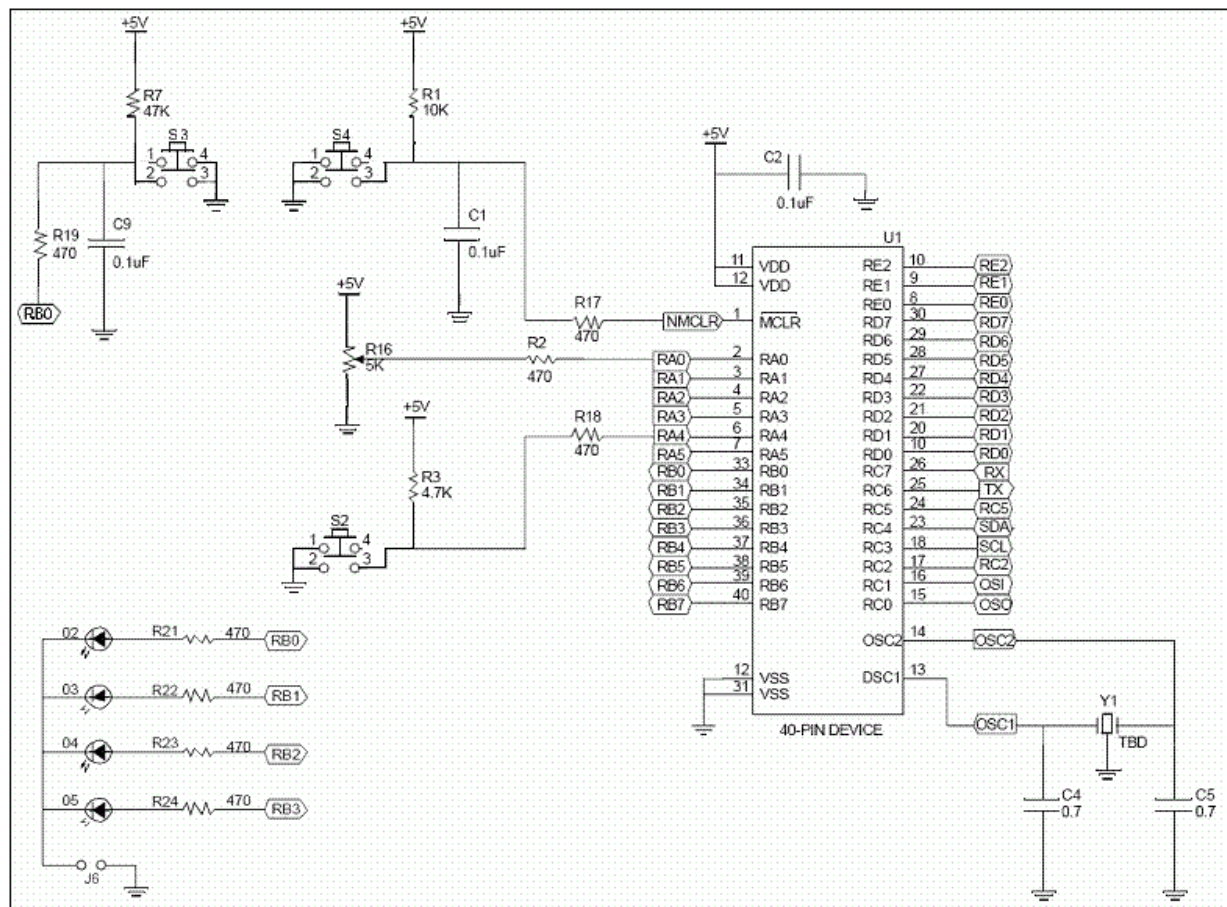 +5V
+5V
R7
47K
R1
10K
S3
S4
1
4
2
3
1
4
2
3
+5V
C2
0.1uF
R19
470
C9
0.1uF
C1
0.1uF
RB0
U1
+5V
R17
470
NMCLR
R16
5K
R2
470
+5V
R18
470
R3
4.7K
S2
1
4
2
3
11 VDD
12 VDD
1 MCLR
RA0 2 RA0
RA1 3 RA1
RA2 4 RA2
RA3 5 RA3
RA4 6 RA4
RA5 7 RA5
RB0 33 RB0
RB1 34 RB1
RB2 35 RB2
RB3 36 RB3
RB4 37 RB4
RB5 38 RB5
RB6 39 RB6
RB7 40 RB7
12 VSS
31 VSS
RE2 10 RE2
RE1 9 RE1
RE0 8 RE0
RD7 30 RD7
RD6 29 RD6
RD5 28 RD5
RD4 27 RD4
RD3 22 RD3
RD2 21 RD2
RD1 20 RD1
RD0 10 RD0
RC7 26 RX
RC6 25 TX
RC5 24 RC5
RC4 23 SDA
RC3 18 SCL
RC2 17 RC2
RC1 16 OSI
RC0 15 OSO
OSC2 14 OSC2
DSC1 13
OSC1
40-PIN DEVICE
Y1
TBD
C4
0.7
C5
0.7
02 R21 470 RB0
03 R22 470 RB1
04 R23 470 RB2
05 R24 470 RB3
J6